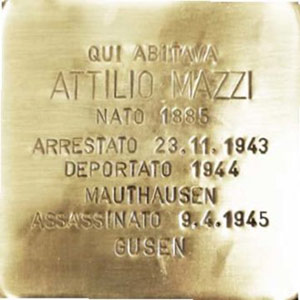 QUI ABITAVA
ATTILIO MAZZI
NATO 1885
ARRESTATO 23.11.1943
DEPORTATO 1944
MAUTHAUSEN
ASSASSINATO 9.4.1945
GUSEN